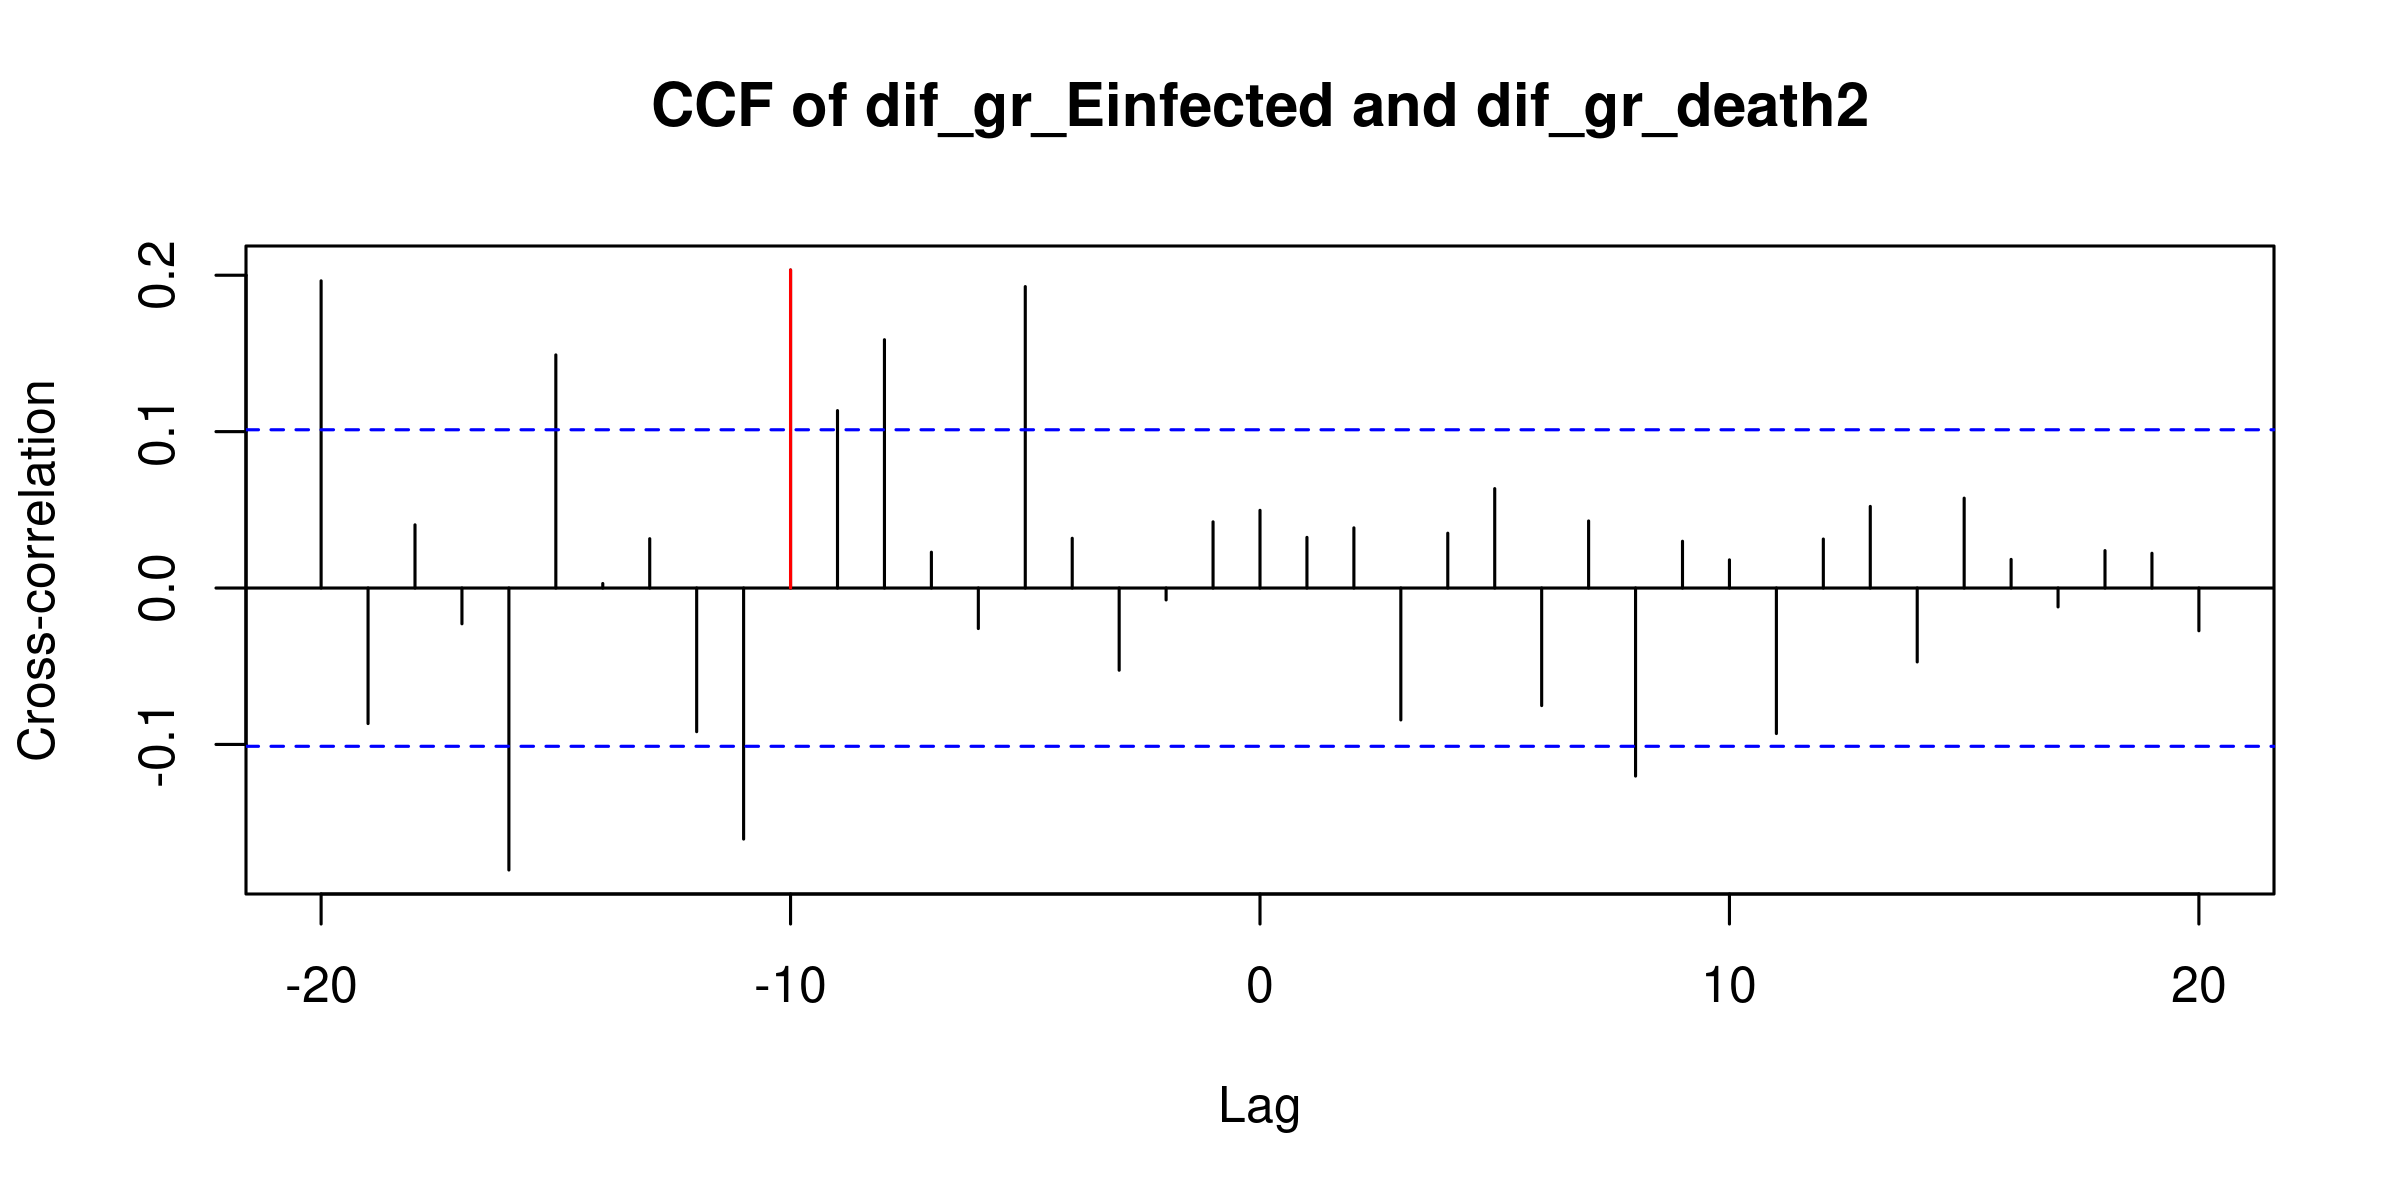 CCF of dif_gr_Einfected and dif_gr_death2
Cross-correlation
0.2
0.1
0.0
-0.1
-20 -10 0 10 20
Lag